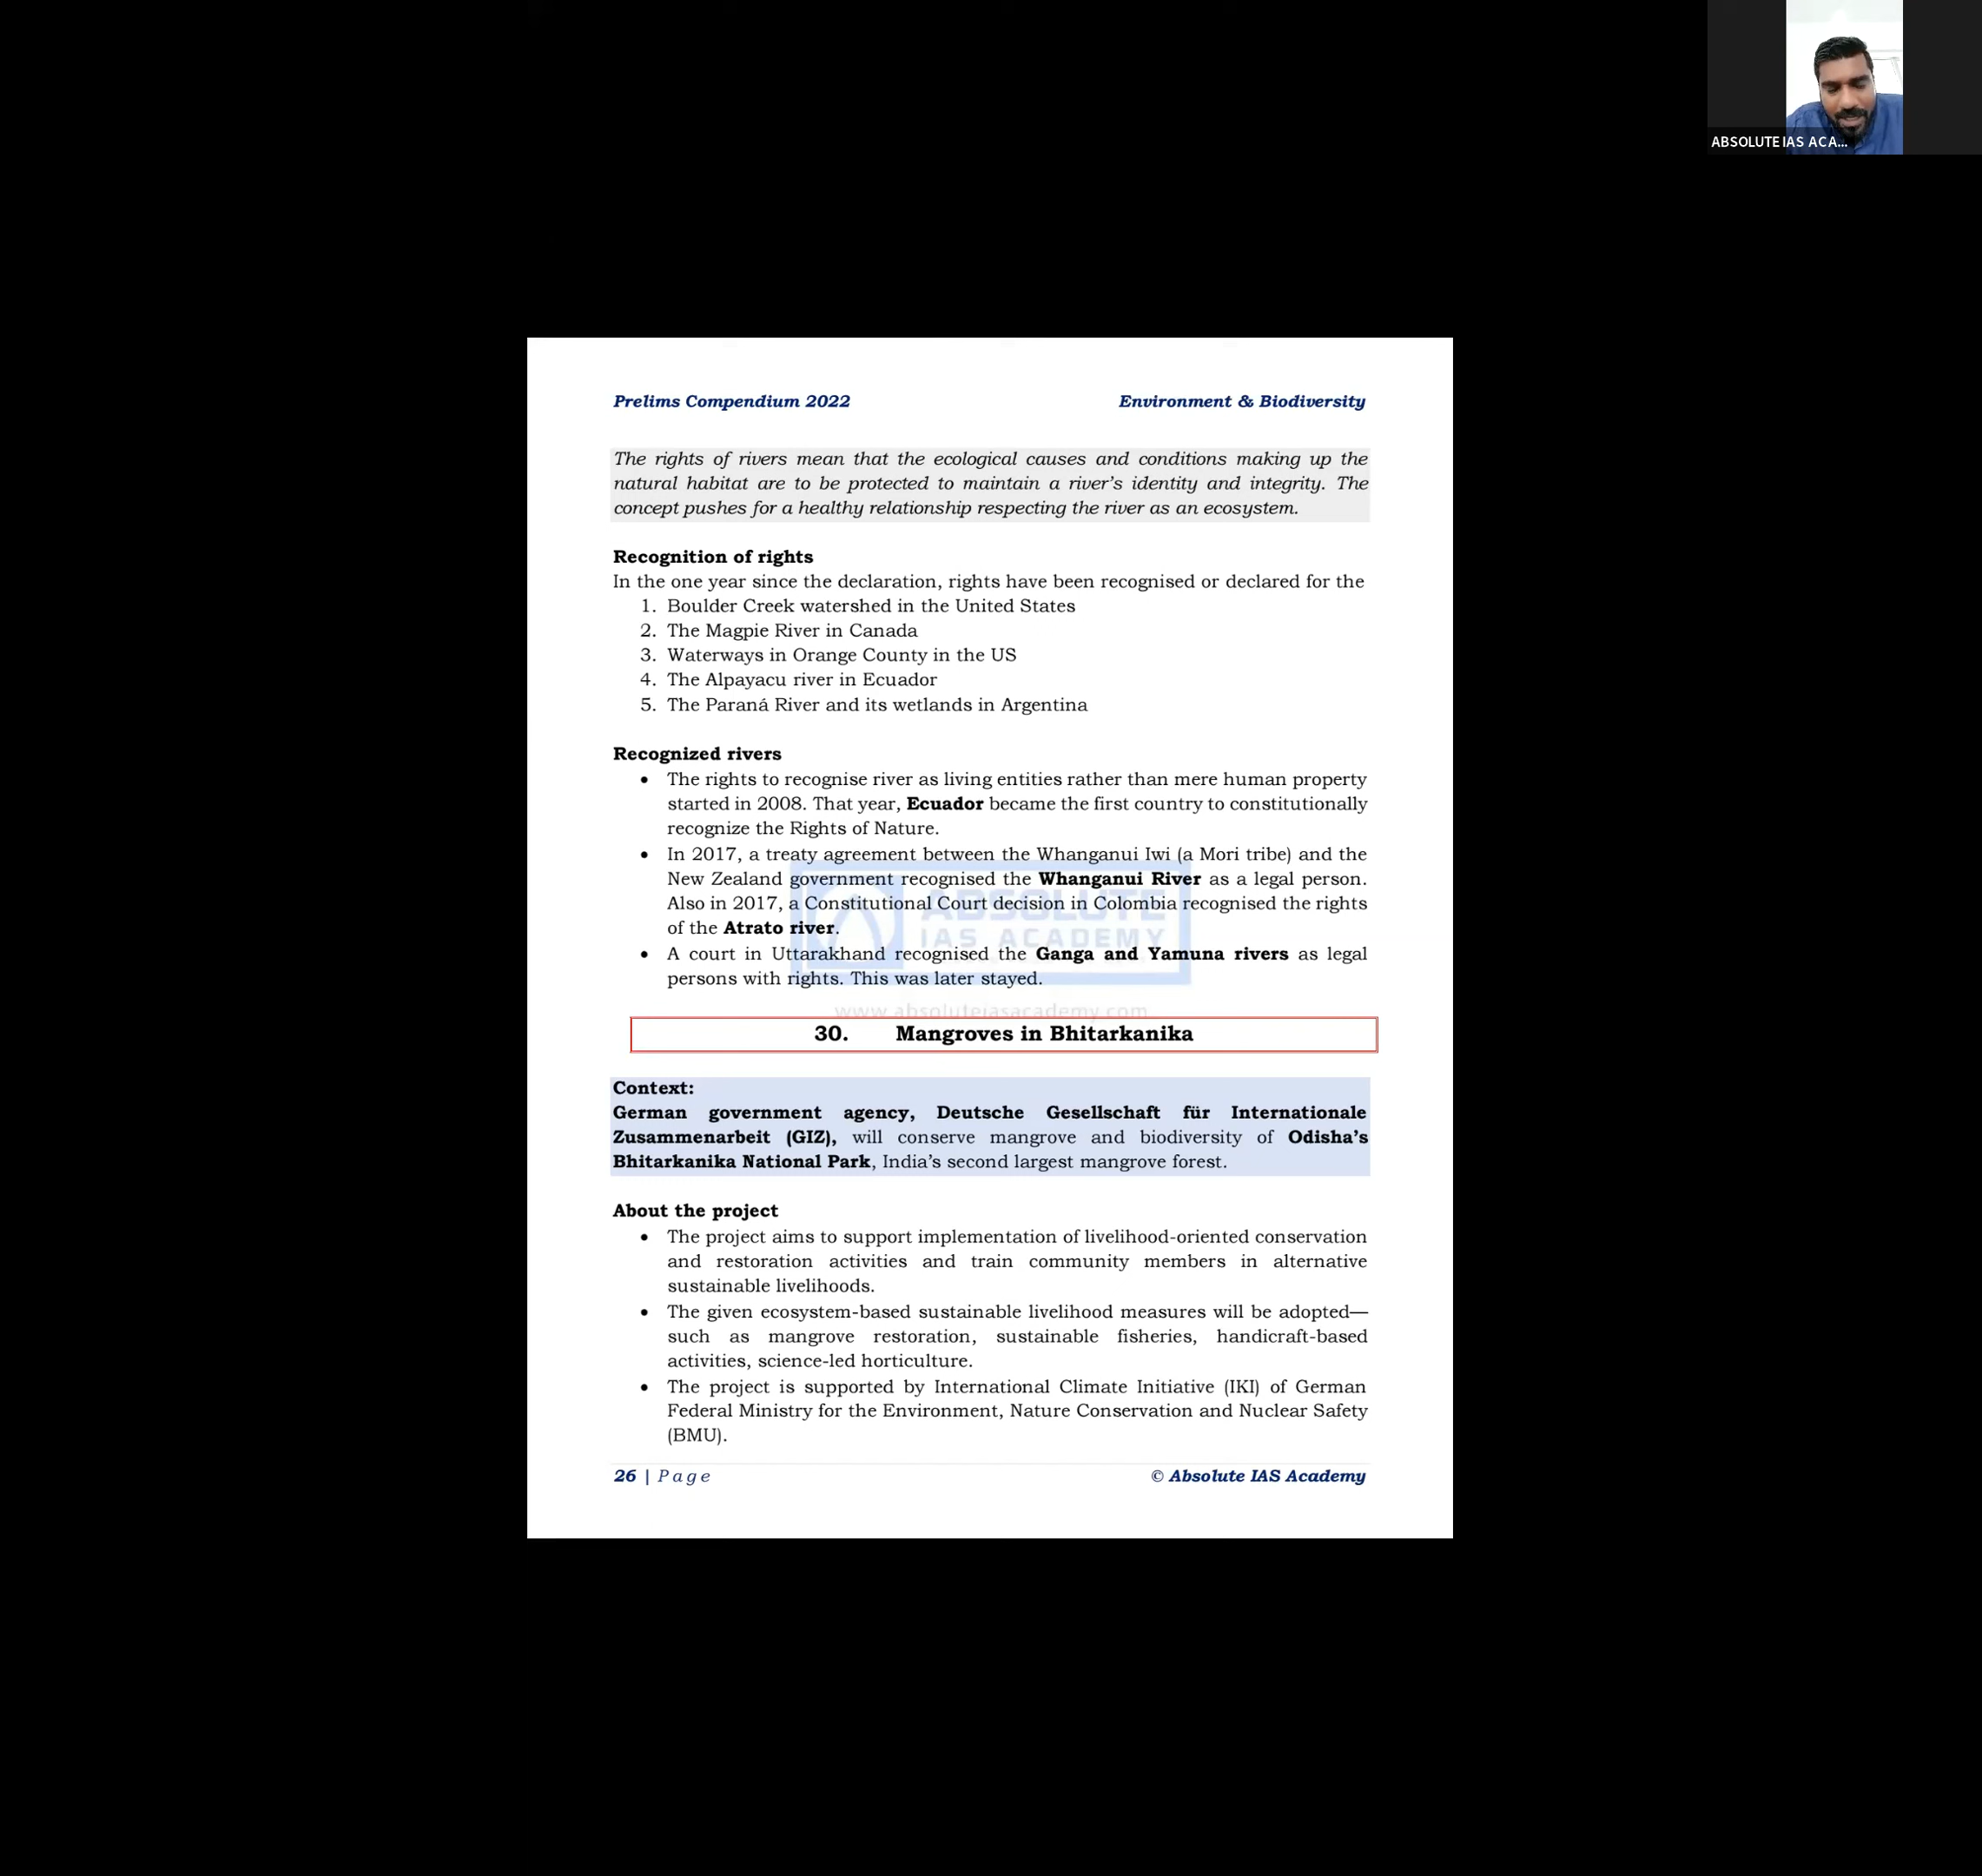 ABSOLUTE IAS ACA...
Prelims Compendium 2022 Environment & Biodiversity
The rights of rivers mean that the ecological causes and conditions making up the
natural habitat are to be protected to maintain a river's identity and integrity. The
concept pushes for a healthy relationship respecting the river as an ecosystem.
Recognition of rights
In the one year since the declaration, rights have been recognised or declared for the
1. Boulder Creek watershed in the United States
2. The Magpie River in Canada
3. Waterways in Orange County in the US
4. The Alpayacu river in Ecuador
5. The Paraná River and its wetlands in Argentina
Recognized rivers
• The rights to recognise river as living entities rather than mere human property
started in 2008. That year, Ecuador became the first country to constitutionally
recognize the Rights of Nature.
• In 2017, a treaty agreement between the Whanganui Iwi (a Mori tribe) and the
New Zealand government recognised the Whanganui River as a legal person.
Also in 2017, a Constitutional Court decision in Colombia recognised the rights
of the Atrato river.
• A court in Uttarakhand recognised the Ganga and Yamuna rivers as legal
persons with rights. This was later stayed.
ABSOLUTE
IAS ACADEMY
www.absoluteiasacademy.com
30. Mangroves in Bhitarkanika
Context:
German government agency, Deutsche Gesellschaft für Internationale
Zusammenarbeit (GIZ), will conserve mangrove and biodiversity of Odisha's
Bhitarkanika National Park, India's second largest mangrove forest.
About the project
• The project aims to support implementation of livelihood-oriented conservation
and restoration activities and train community members in alternative
sustainable livelihoods.
• The given ecosystem-based sustainable livelihood measures will be adopted—
such as mangrove restoration, sustainable fisheries, handicraft-based
activities, science-led horticulture.
• The project is supported by International Climate Initiative (IKI) of German
Federal Ministry for the Environment, Nature Conservation and Nuclear Safety
(BMU).
26 | Page © Absolute IAS Academy